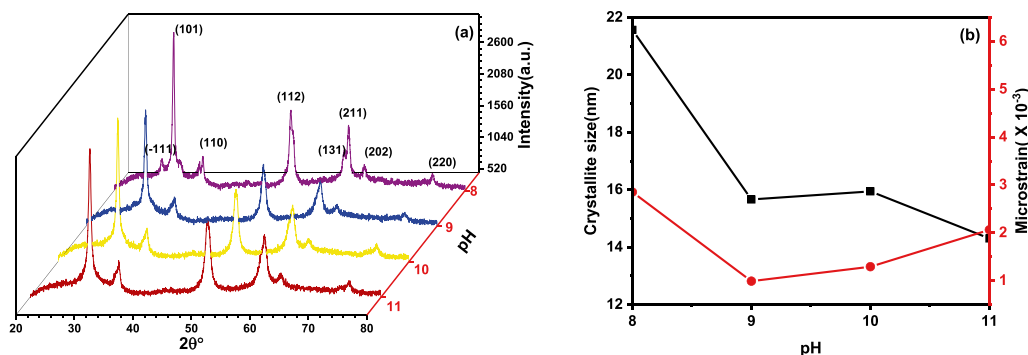 (a)
(101)
(-111)
(110)
(112)
(131)
(211)
(202)
(220)
2600
2080
1560
1040
520
Intensity(a.u.)
8
9
10
11
pH
20 30 40 50 60 70 80
2θ°
(b)
22
20
18
16
14
12
Crystallite size(nm)
6
5
4
3
2
1
Microstrain( X 10-3)
8 9 10 11
pH